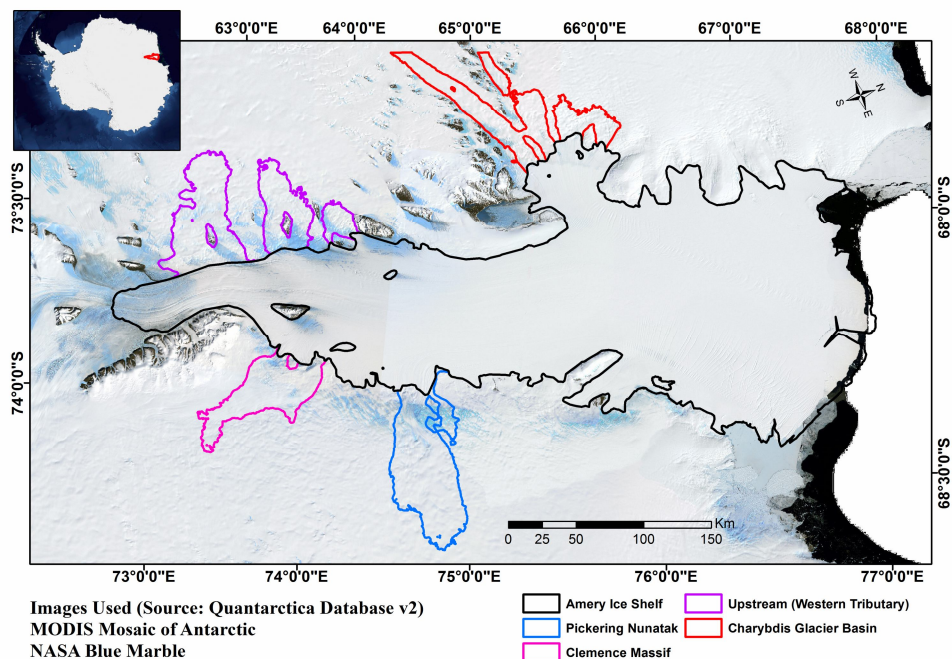 63°0'0"E 64°0'0"E 65°0'0"E 66°0'0"E 67°0'0"E 68°0'0"E
N
W
E
S
73°30'0"S
68°0'0"S
74°0'0"S
68°30'0"S
Km
0 25 50 100 150
73°0'0"E 74°0'0"E 75°0'0"E 76°0'0"E 77°0'0"E
Images Used (Source: Quantarctica Database v2)
MODIS Mosaic of Antarctic
NASA Blue Marble
Amery Ice Shelf
Upstream (Western Tributary)
Pickering Nunatak
Charybdis Glacier Basin
Clemence Massif